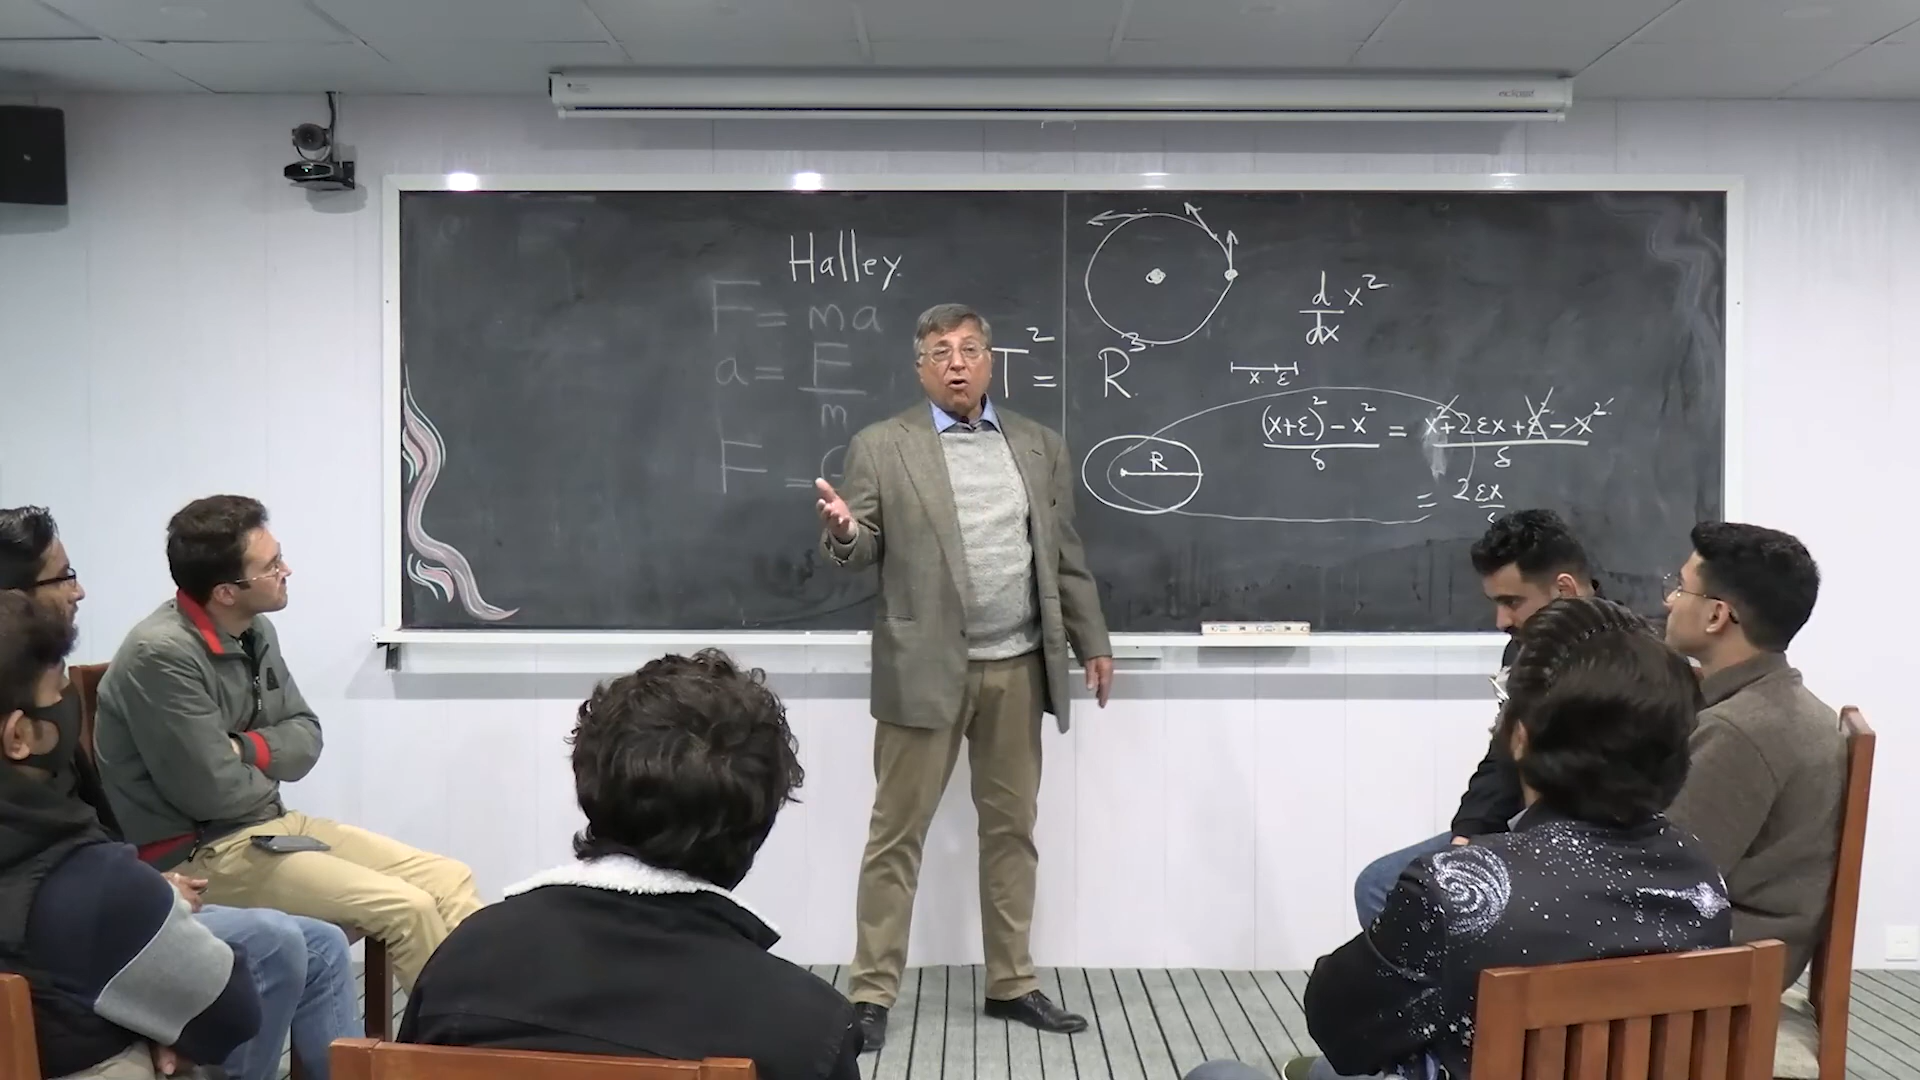 Halley
F = ma
a = F/m
F =
T² = R³
R
d/dx x²
x ε
((x+ε)² - x²)/ε = (x² + 2εx + ε² - x²)/ε
= 2εx